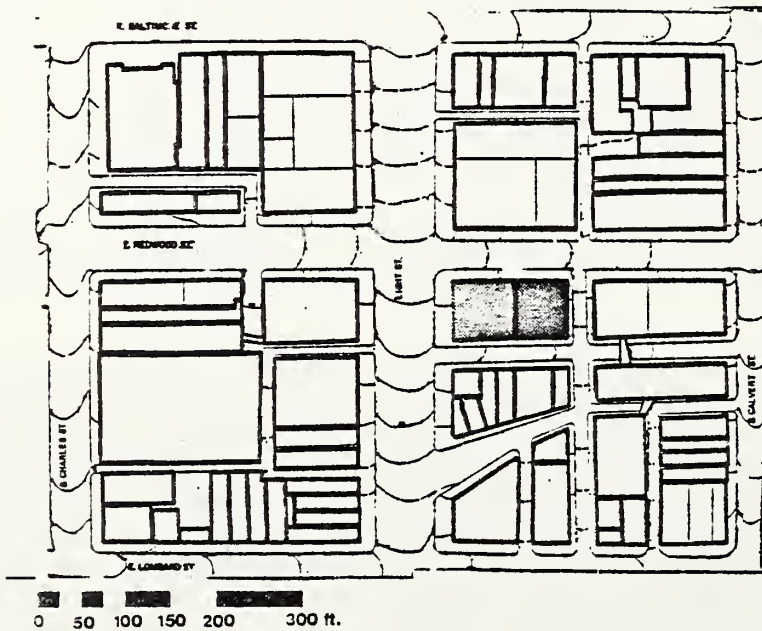 E. BALTIMORE ST.
E. REDWOOD ST.
LIGHT ST.
S. CHARLES ST.
S. CALVERT ST.
E. LOMBARD ST
0 50 100 150 200 300 ft.